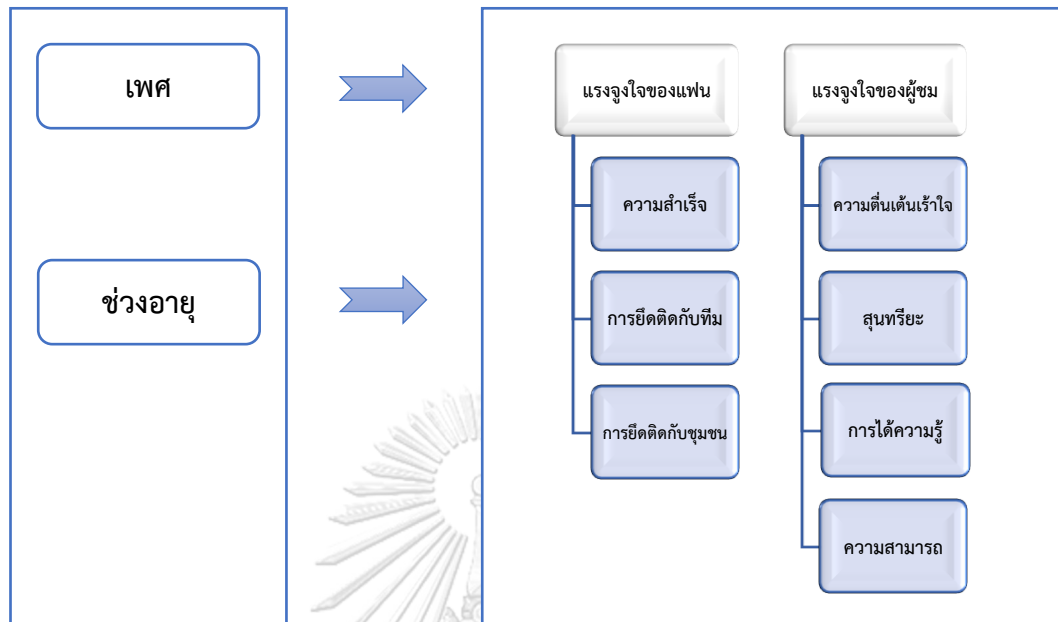 เพศ
ช่วงอายุ
แรงจูงใจของแฟน
ความสำเร็จ
การยึดติดกับทีม
การยึดติดกับชุมชน
แรงจูงใจของผู้ชม
ความตื่นเต้นเร้าใจ
สุนทรียะ
การได้ความรู้
ความสามารถ